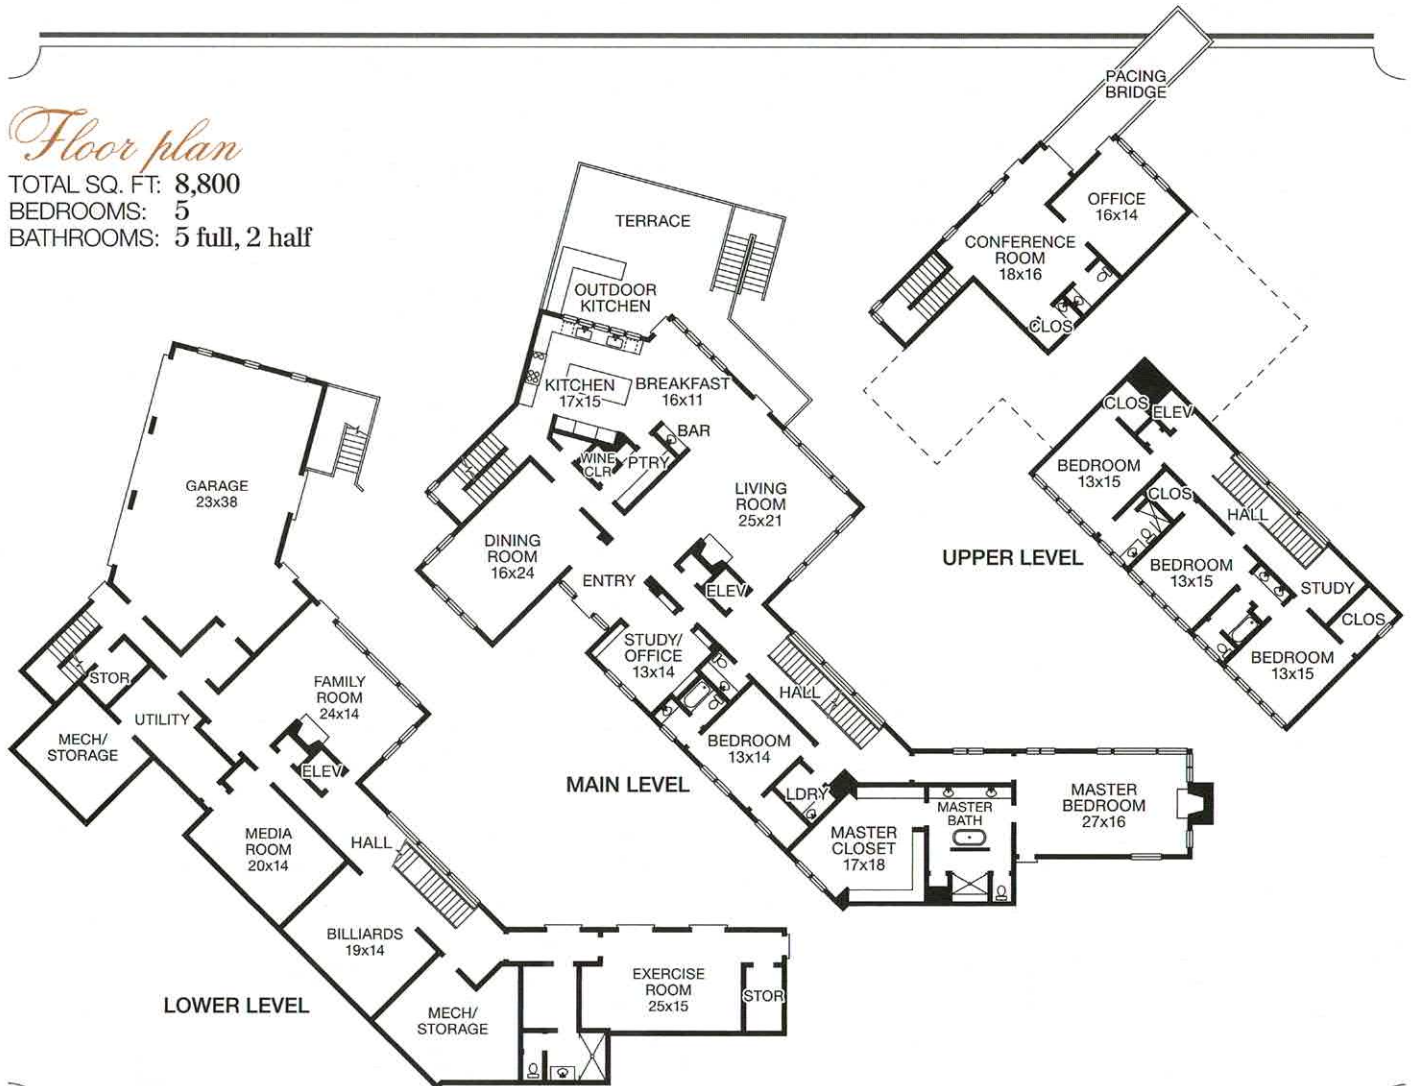 Floor plan
TOTAL SQ. FT: 8,800
BEDROOMS: 5
BATHROOMS: 5 full, 2 half
PACING
BRIDGE
OFFICE
16x14
CONFERENCE
ROOM
18x16
CLOS
TERRACE
OUTDOOR
KITCHEN
KITCHEN
17x15
BREAKFAST
16x11
BAR
WINE
CLR
PTRY
LIVING
ROOM
25x21
DINING
ROOM
16x24
ENTRY
ELEV
STUDY/
OFFICE
13x14
HALL
BEDROOM
13x14
LDRY
MASTER
CLOSET
17x18
MASTER
BATH
MASTER
BEDROOM
27x16
MAIN LEVEL
CLOS
ELEV
BEDROOM
13x15
CLOS
HALL
BEDROOM
13x15
STUDY
CLOS
BEDROOM
13x15
UPPER LEVEL
GARAGE
23x38
STOR
UTILITY
MECH/
STORAGE
FAMILY
ROOM
24x14
ELEV
MEDIA
ROOM
20x14
HALL
BILLIARDS
19x14
MECH/
STORAGE
EXERCISE
ROOM
25x15
STOR
LOWER LEVEL